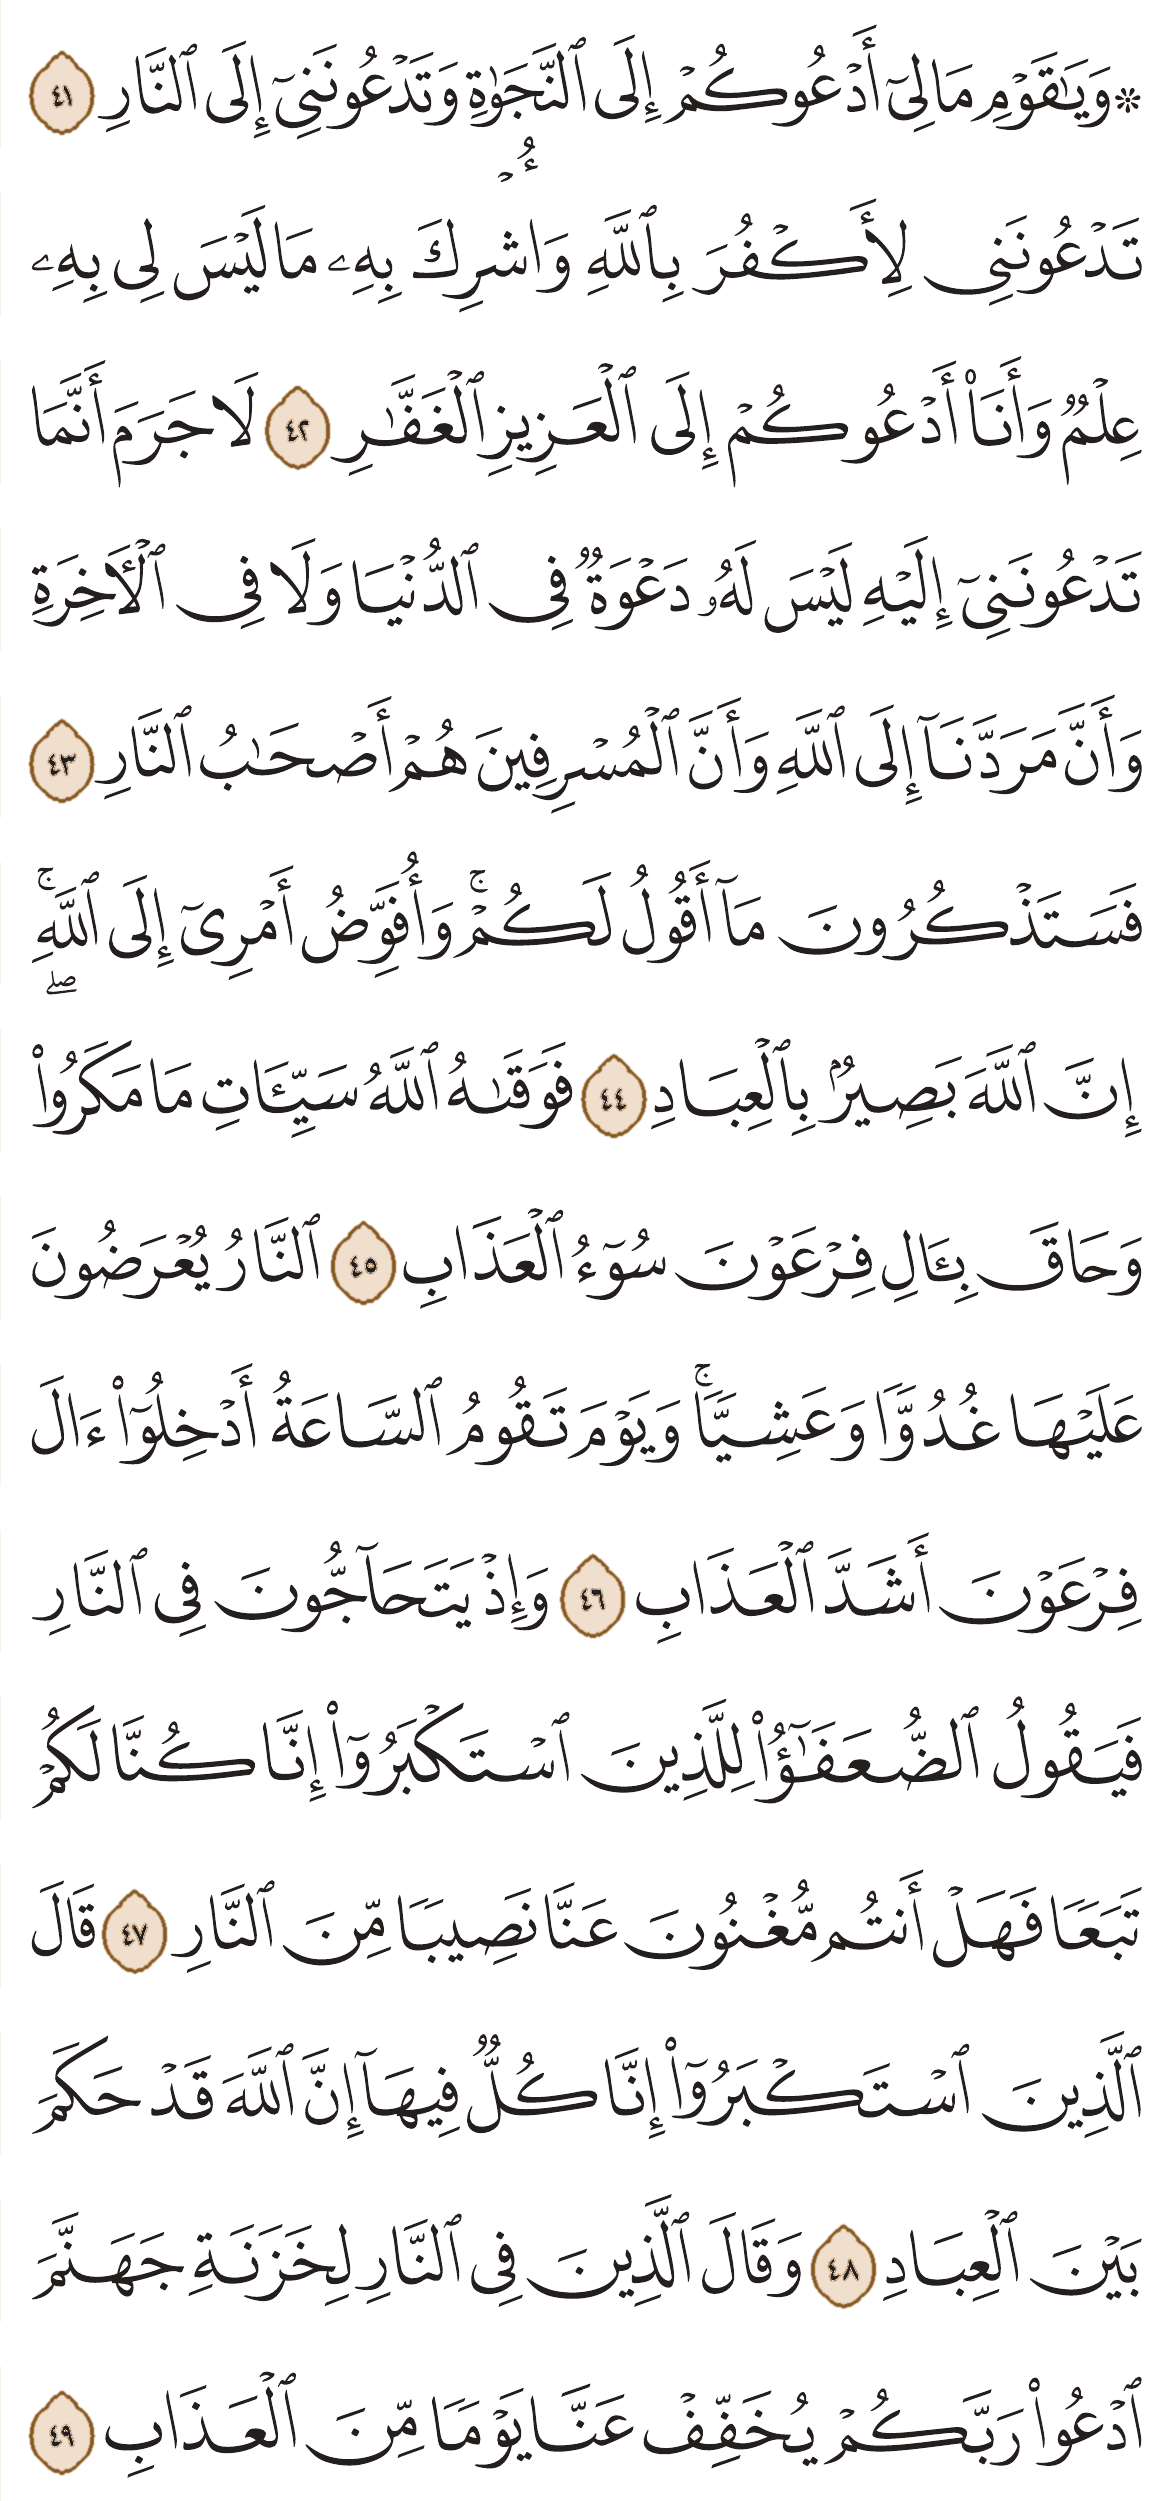 ۞ وَيَٰقَوْمِ مَا لِىٓ أَدْعُوكُمْ إِلَى ٱلنَّجَوٰةِ وَتَدْعُونَنِىٓ إِلَى ٱلنَّارِ ٤١
تَدْعُونَنِى لِأَكْفُرَ بِٱللَّهِ وَأُشْرِكَ بِهِۦ مَا لَيْسَ لِى بِهِۦ
عِلْمٌ وَأَنَا۠ أَدْعُوكُمْ إِلَى ٱلْعَزِيزِ ٱلْغَفَّٰرِ ٤٢ لَا جَرَمَ أَنَّمَا
تَدْعُونَنِىٓ إِلَيْهِ لَيْسَ لَهُۥ دَعْوَةٌ فِى ٱلدُّنْيَا وَلَا فِى ٱلْأَخِرَةِ
وَأَنَّ مَرَدَّنَآ إِلَى ٱللَّهِ وَأَنَّ ٱلْمُسْرِفِينَ هُمْ أَصْحَٰبُ ٱلنَّارِ ٤٣
فَسَتَذْكُرُونَ مَآ أَقُولُ لَكُمْ ۚ وَأُفَوِّضُ أَمْرِىٓ إِلَى ٱللَّهِ ۚ ۖ
إِنَّ ٱللَّهَ بَصِيرٌۢ بِٱلْعِبَادِ ٤٤ فَوَقَىٰهُ ٱللَّهُ سَيِّـَٔاتِ مَا مَكَرُوا۟
وَحَاقَ بِـَٔالِ فِرْعَوْنَ سُوٓءُ ٱلْعَذَابِ ٤٥ ٱلنَّارُ يُعْرَضُونَ
عَلَيْهَا غُدُوًّا وَعَشِيًّا ۚ وَيَوْمَ تَقُومُ ٱلسَّاعَةُ أَدْخِلُوٓا۟ ءَالَ
فِرْعَوْنَ أَشَدَّ ٱلْعَذَابِ ٤٦ وَإِذْ يَتَحَآجُّونَ فِى ٱلنَّارِ
فَيَقُولُ ٱلضُّعَفَٰٓؤُا۟ لِلَّذِينَ ٱسْتَكْبَرُوٓا۟ إِنَّا كُنَّا لَكُمْ
تَبَعًا فَهَلْ أَنتُم مُّغْنُونَ عَنَّا نَصِيبًا مِّنَ ٱلنَّارِ ٤٧ قَالَ
ٱلَّذِينَ ٱسْتَكْبَرُوٓا۟ إِنَّا كُلٌّ فِيهَآ إِنَّ ٱللَّهَ قَدْ حَكَمَ
بَيْنَ ٱلْعِبَادِ ٤٨ وَقَالَ ٱلَّذِينَ فِى ٱلنَّارِ لِخَزَنَةِ جَهَنَّمَ
ٱدْعُوا۟ رَبَّكُمْ يُخَفِّفْ عَنَّا يَوْمًا مِّنَ ٱلْعَذَابِ ٤٩